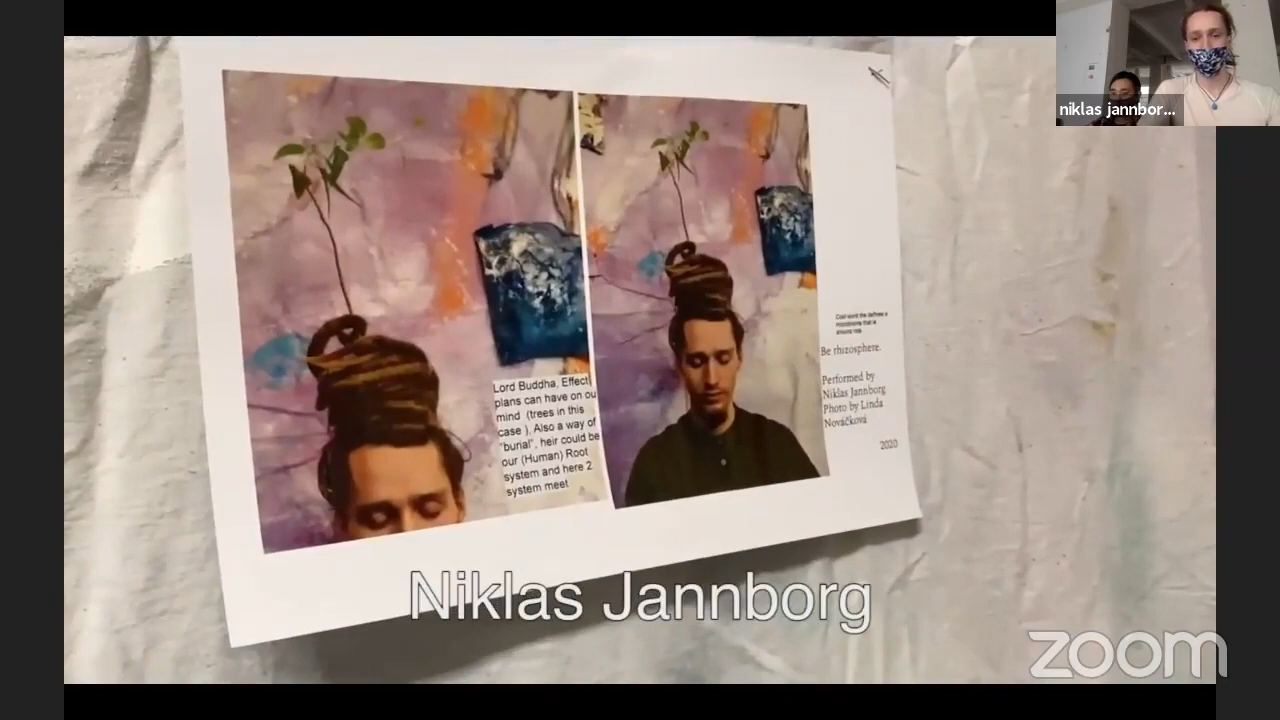 niklas jannbor...
Lord Buddha, Effect
plans can have on ou
mind (trees in this
case ). Also a way of
"burial", heir could be
our (Human) Root
system and here 2
system meet
Be rhizosphere.
Performed by
Niklas Jannborg
Photo by Linda
Nováčková
2020
Niklas Jannborg
zoom